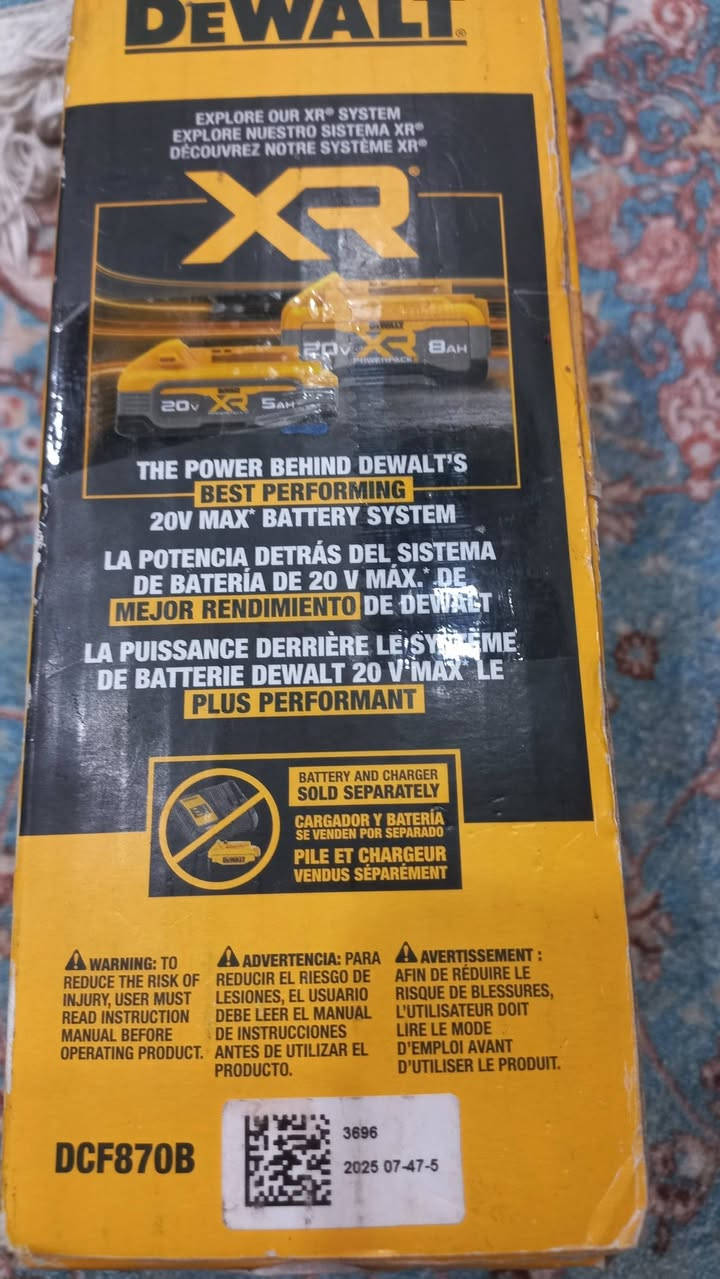 DEWALT®
EXPLORE OUR XR® SYSTEM
EXPLORE NUESTRO SISTEMA XR®
DÉCOUVREZ NOTRE SYSTÈME XR®
XR®
DEWALT
20V XR 8AH
POWERPACK
DEWALT
20V XR 5AH
THE POWER BEHIND DEWALT'S
BEST PERFORMING
20V MAX* BATTERY SYSTEM
LA POTENCIA DETRÁS DEL SISTEMA
DE BATERÍA DE 20 V MÁX.* DE
MEJOR RENDIMIENTO DE DEWALT
LA PUISSANCE DERRIÈRE LE SYSTÈME
DE BATTERIE DEWALT 20 V MAX* LE
PLUS PERFORMANT
BATTERY AND CHARGER
SOLD SEPARATELY
CARGADOR Y BATERÍA
SE VENDEN POR SEPARADO
PILE ET CHARGEUR
VENDUS SÉPARÉMENT
DEWALT
WARNING: TO
REDUCE THE RISK OF
INJURY, USER MUST
READ INSTRUCTION
MANUAL BEFORE
OPERATING PRODUCT.
ADVERTENCIA: PARA
REDUCIR EL RIESGO DE
LESIONES, EL USUARIO
DEBE LEER EL MANUAL
DE INSTRUCCIONES
ANTES DE UTILIZAR EL
PRODUCTO.
AVERTISSEMENT :
AFIN DE RÉDUIRE LE
RISQUE DE BLESSURES,
L'UTILISATEUR DOIT
LIRE LE MODE
D'EMPLOI AVANT
D'UTILISER LE PRODUIT.
DCF870B
3696
2025 07-47-5